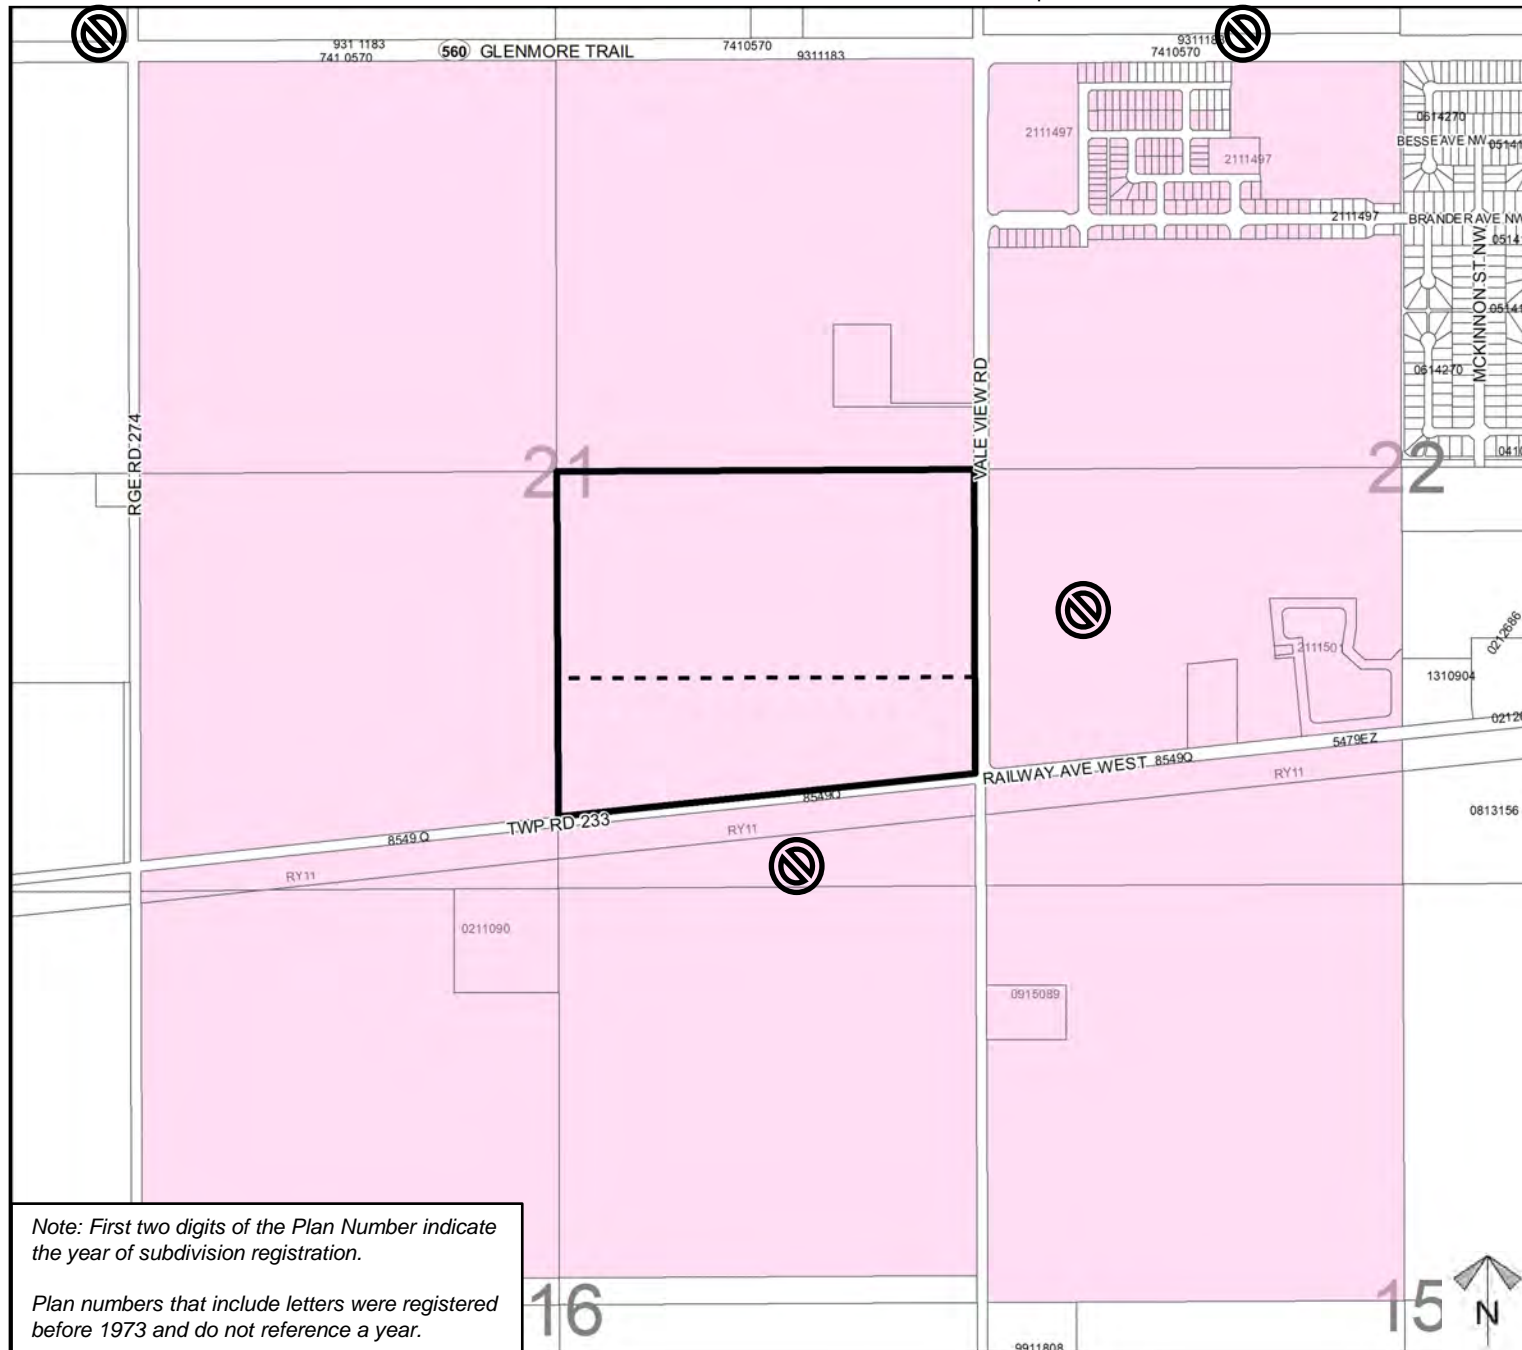 931 1183
741 0570
560 GLENMORE TRAIL
7410570
9311183
9311183
7410570
2111497
2111497
2111497
0614270
BESSE AVE NW
BRANDER AVE NW
MCKINNON ST NW
0614270
RGE RD 274
VALE VIEW RD
21
22
2111501
1310904
0212686
5479EZ
RAILWAY AVE WEST
8549Q
RY11
0813156
8549Q
TWP RD 233
8549 Q
RY11
RY11
0211090
0915089
Note: First two digits of the Plan Number indicate
the year of subdivision registration.
Plan numbers that include letters were registered
before 1973 and do not reference a year.
16
15
N
9911808